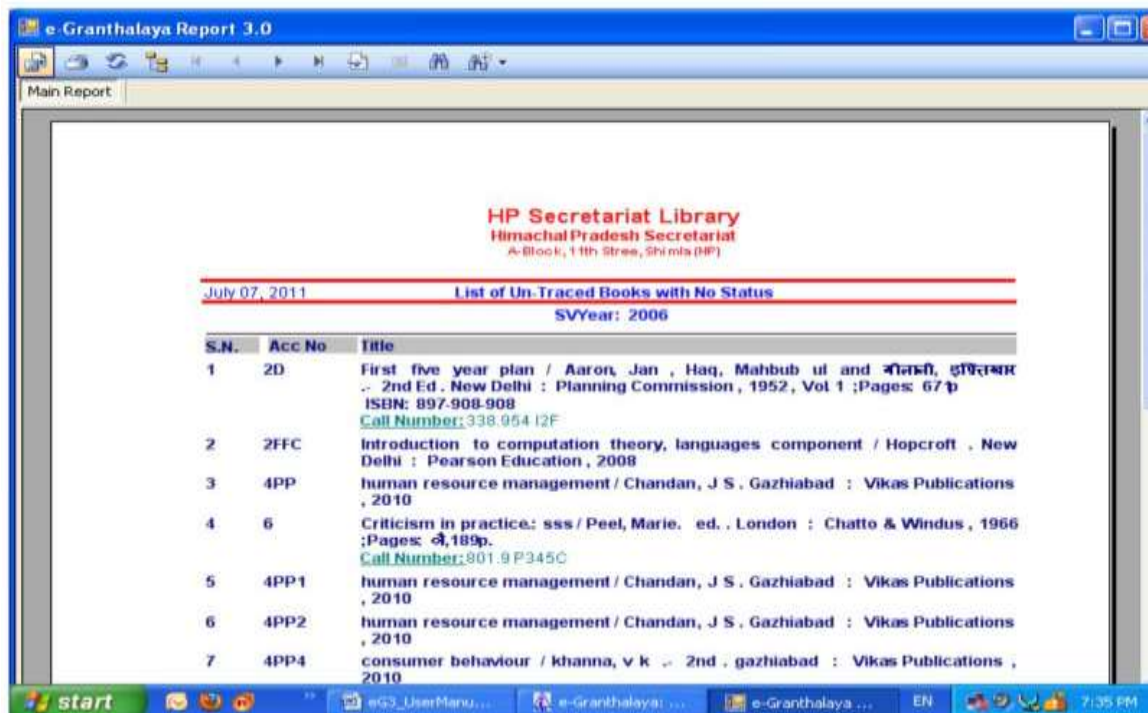 e-Granthalaya Report 3.0
Main Report
HP Secretariat Library
Himachal Pradesh Secretariat
A-Block, 11th Stree, Shimla (HP)
July 07, 2011 List of Un-Traced Books with No Status
SVYear: 2006
S.N. Acc No Title
1 2D First five year plan / Aaron, Jan , Haq, Mahbub ul and
.- 2nd Ed . New Delhi : Planning Commission , 1952 , Vol 1 ;Pages: 671p
ISBN: 897-908-908
Call Number: 338.954 I2F
2 2FFC Introduction to computation theory, languages component / Hopcroft . New
Delhi : Pearson Education , 2008
3 4PP human resource management / Chandan, J S . Gazhiabad : Vikas Publications
, 2010
4 6 Criticism in practice.: sss / Peel, Marie. ed. . London : Chatto & Windus , 1966
;Pages: 189p.
Call Number: 801.9 P345C
5 4PP1 human resource management / Chandan, J S . Gazhiabad : Vikas Publications
, 2010
6 4PP2 human resource management / Chandan, J S . Gazhiabad : Vikas Publications
, 2010
7 4PP4 consumer behaviour / khanna, v k .- 2nd . gazhiabad : Vikas Publications ,
2010
start eG3_UserManu... e-Granthalaya: .... e-Granthalaya ... EN 7:35 PM